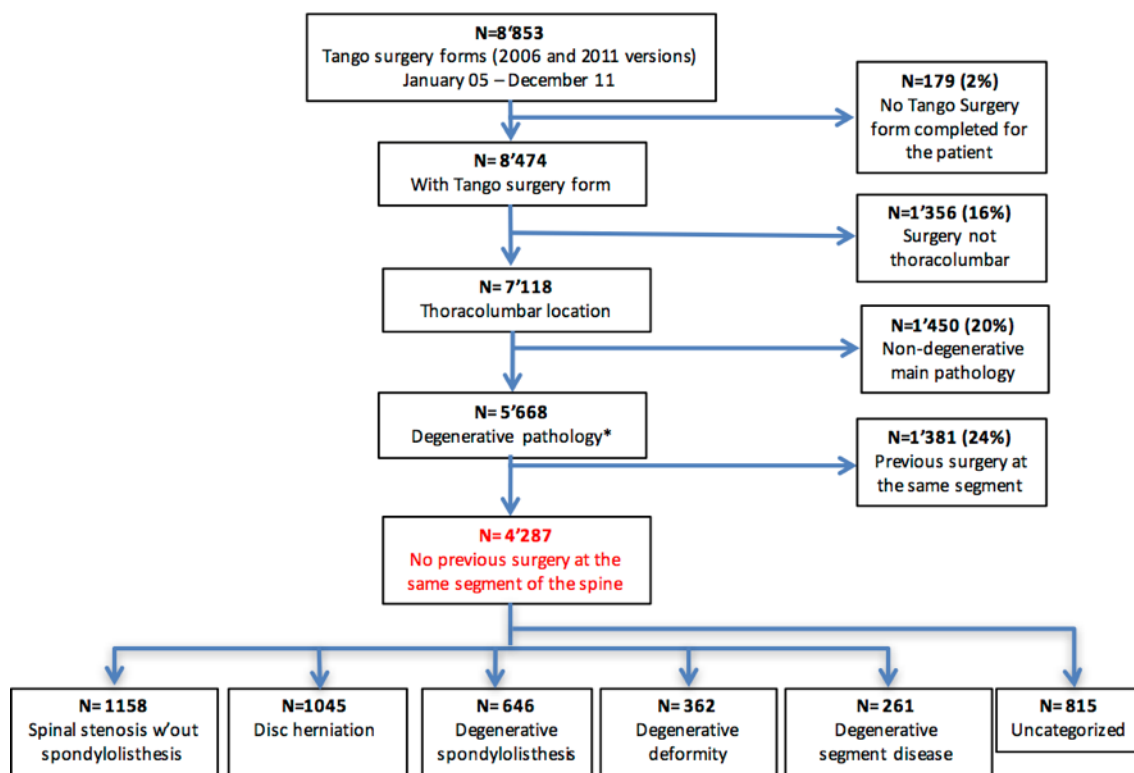 N=8’853
Tango surgery forms (2006 and 2011 versions)
January 05 – December 11
N=179 (2%)
No Tango Surgery
form completed for
the patient
N= 8’474
With Tango surgery form
N=1’356 (16%)
Surgery not
thoracolumbar
N= 7’118
Thoracolumbar location
N=1’450 (20%)
Non-degenerative
main pathology
N= 5’668
Degenerative pathology*
N=1’381 (24%)
Previous surgery at
the same segment
N= 4’287
No previous surgery at the
same segment of the spine
N= 1158
Spinal stenosis w’out
spondylolisthesis
N=1045
Disc herniation
N= 646
Degenerative
spondylolisthesis
N= 362
Degenerative
deformity
N= 261
Degenerative
segment disease
N= 815
Uncategorized